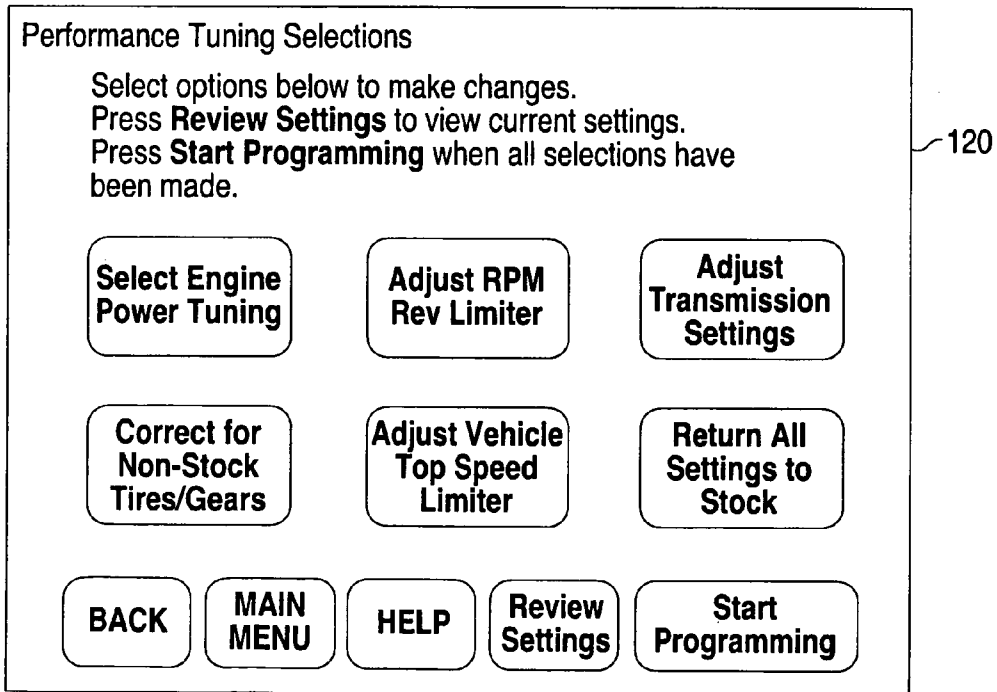 Performance Tuning Selections
Select options below to make changes.
Press Review Settings to view current settings.
Press Start Programming when all selections have
been made.
120
Select Engine
Power Tuning
Adjust RPM
Rev Limiter
Adjust
Transmission
Settings
Correct for
Non-Stock
Tires/Gears
Adjust Vehicle
Top Speed
Limiter
Return All
Settings to
Stock
BACK
MAIN
MENU
HELP
Review
Settings
Start
Programming